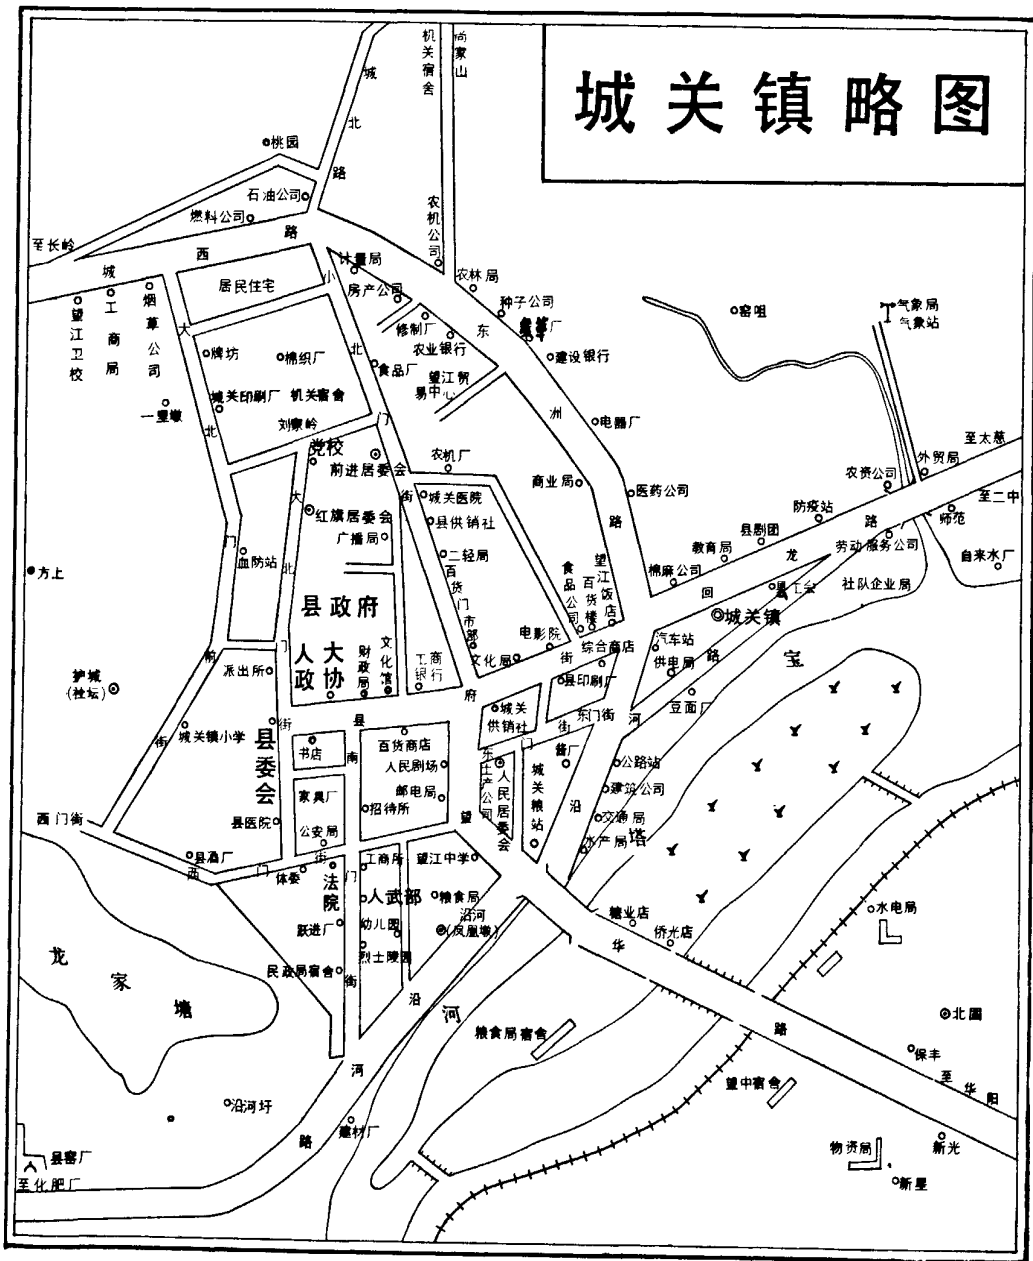 城关镇略图
机关宿舍
尚家山
城北路
桃园
石油公司
燃料公司
至长岭
城西路
农机公司
计量局
农林局
居民住宅
小北门街
房产公司
种子公司
窑咀
气象局
气象站
望江卫校
工商局
烟草公司
大北门街
修制厂
东洲路
农业银行
建设银行
牌坊
棉织厂
食品厂
望江贸易中心
一里墩
城关印刷厂
机关宿舍
刘家岭
电器厂
党校
前进居委会
农机厂
至太慈
外贸局
农资公司
商业局
医药公司
至二中
大北门街
城关医院
红旗居委会
县供销社
防疫站
师范
广播局
县剧团
回龙路
劳动服务公司
二轻局
教育局
自来水厂
方上
血防站
百货门市部
食品公司
百货楼
望江饭店
棉麻公司
县工会
社队企业局
县政府
城关镇
人大
政协
财政局
文化馆
工商银行
文化局
电影院
综合商店
汽车站
供电局
宝塔河
派出所
县印刷厂
豆面厂
护城
城关供销社
东门街
城关镇小学
县府街
书店
百货商店
酱厂
公路站
县委会
人民剧场
土产公司
人民居委会
城关粮站
建筑公司
家具厂
邮电局
招待所
交通局
西门街
县医院
公安局
水产局
县酒厂
西门街
体委
法院
工商所
望江中学
南门街
人武部
粮食局
糖业店
水电局
跃进厂
幼儿园
沿河
(凤凰墩)
侨光店
烈士陵园
望华路
龙家塘
民政局宿舍
沿河路
粮食局宿舍
北园
保丰
至华阳
望中宿舍
沿河圩
建材厂
物资局
新光
县窑厂
至化肥厂
新星